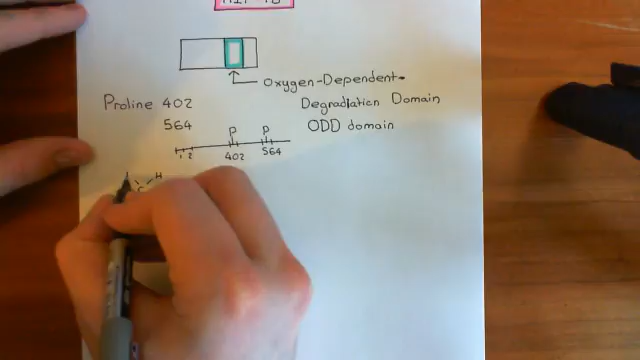 Oxygen-Dependent-
Proline 402
Degradation Domain
564
ODD domain
P P
1 2 402 564
H
C